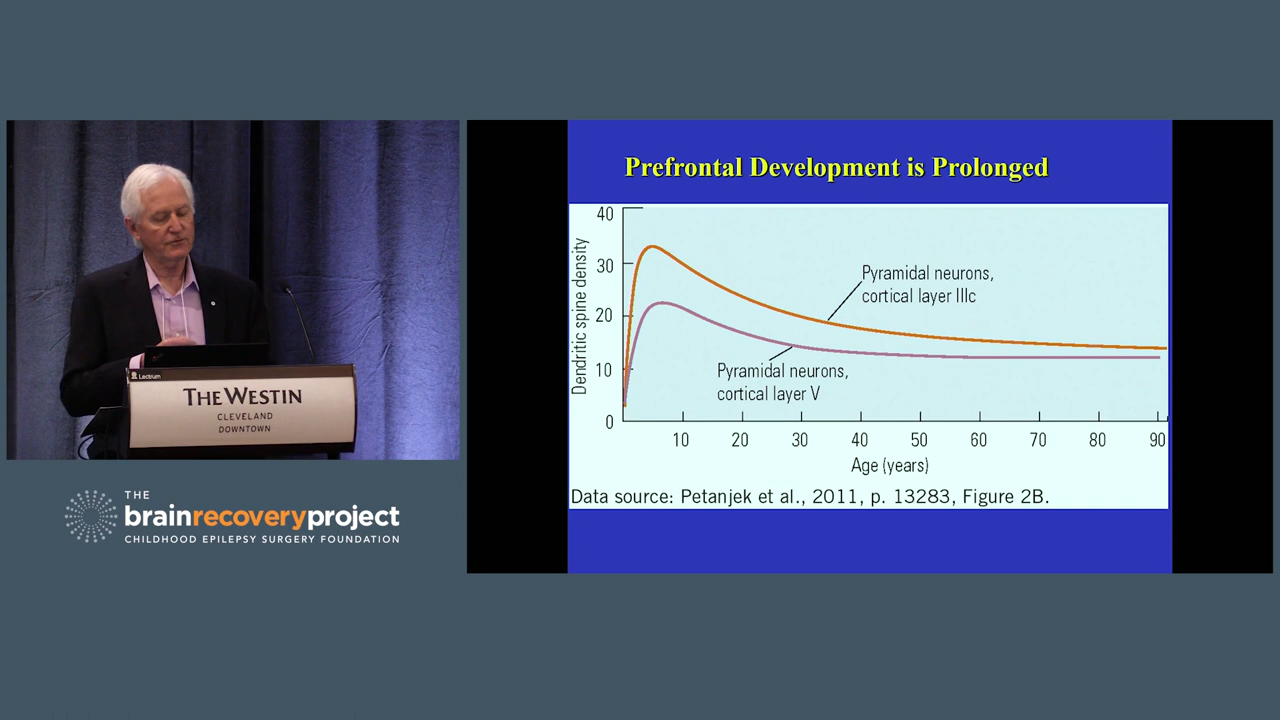 Prefrontal Development is Prolonged
40
30
20
10
0
Dendritic spine density
Pyramidal neurons,
cortical layer IIIc
Pyramidal neurons,
cortical layer V
10 20 30 40 50 60 70 80 90
Age (years)
Data source: Petanjek et al., 2011, p. 13283, Figure 2B.
Lectrum
THE WESTIN
CLEVELAND
DOWNTOWN
THE
brainrecoveryproject
CHILDHOOD EPILEPSY SURGERY FOUNDATION